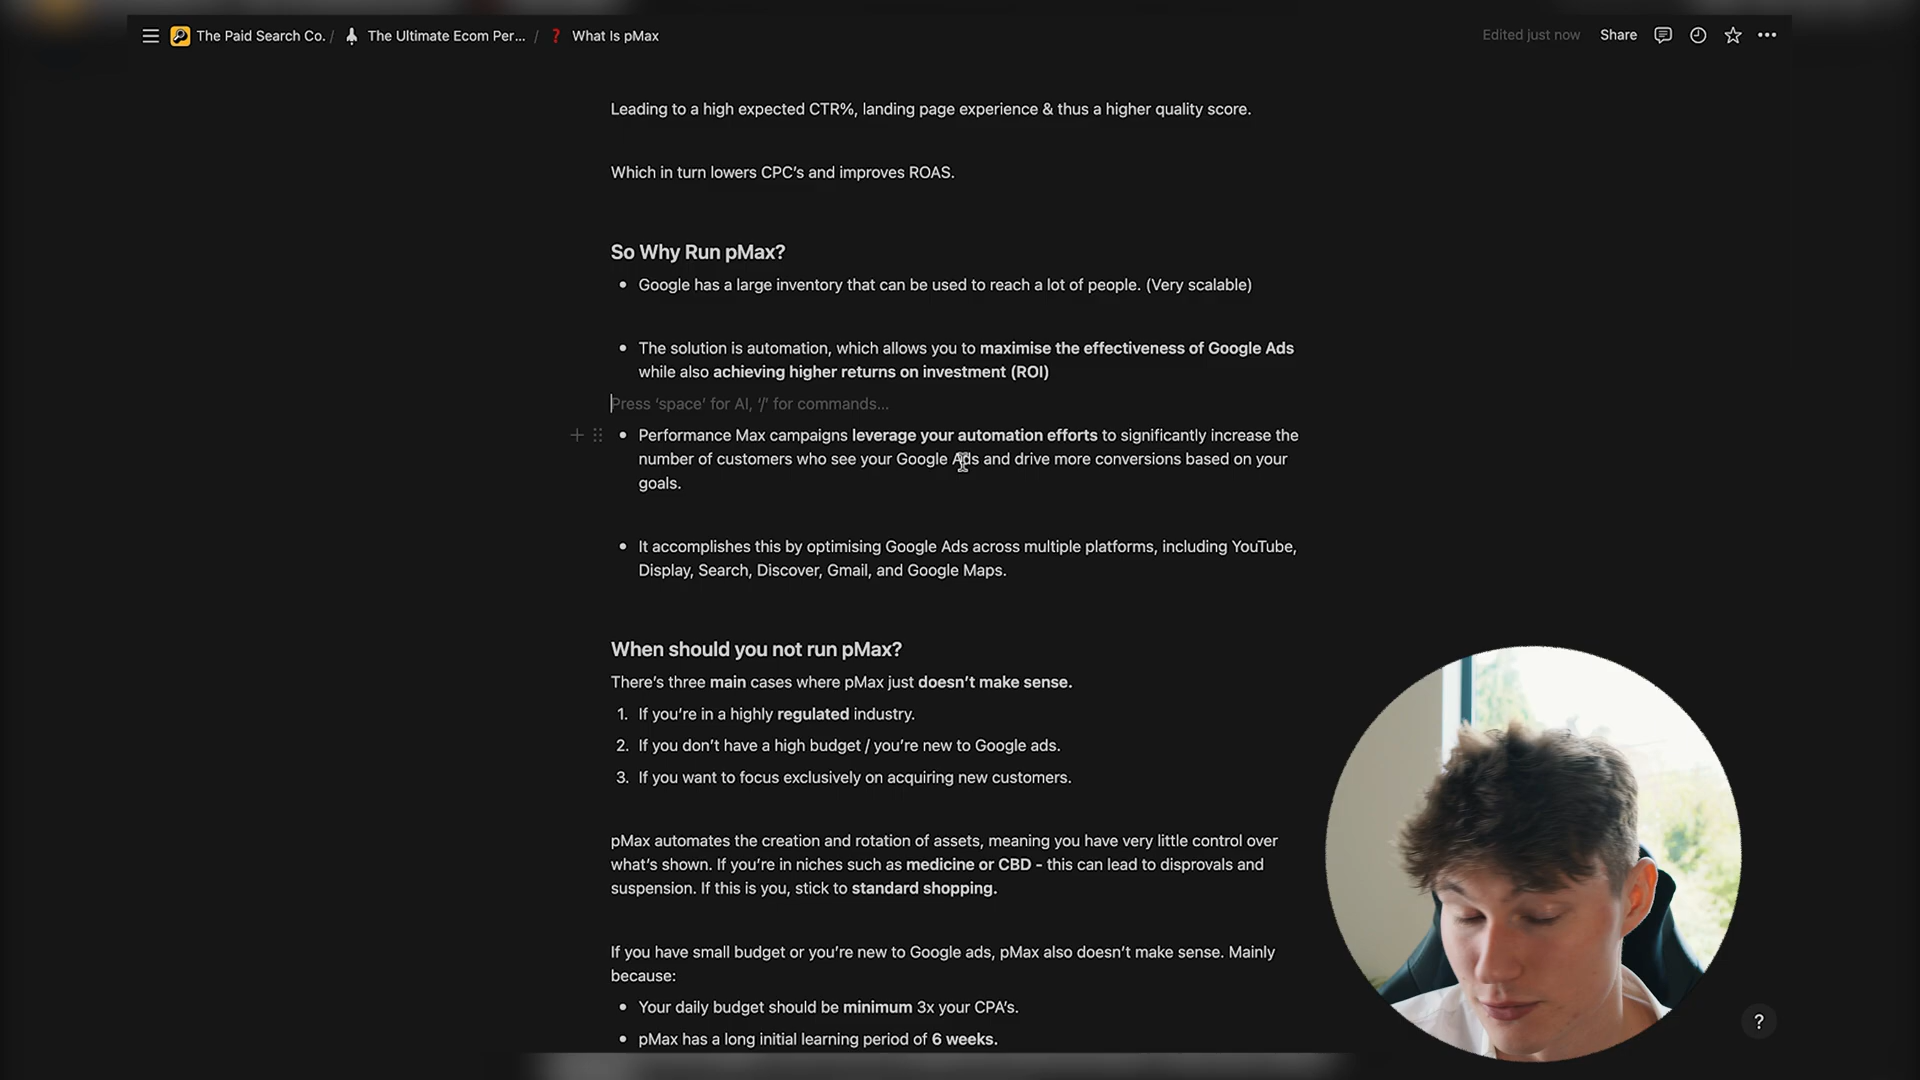 The Paid Search Co. / The Ultimate Ecom Per... / What Is pMax
Edited just now Share
Leading to a high expected CTR%, landing page experience & thus a higher quality score.
Which in turn lowers CPC’s and improves ROAS.
So Why Run pMax?
• Google has a large inventory that can be used to reach a lot of people. (Very scalable)
• The solution is automation, which allows you to maximise the effectiveness of Google Ads
while also achieving higher returns on investment (ROI)
Press ‘space’ for AI, ‘/’ for commands...
• Performance Max campaigns leverage your automation efforts to significantly increase the
number of customers who see your Google Ads and drive more conversions based on your
goals.
• It accomplishes this by optimising Google Ads across multiple platforms, including YouTube,
Display, Search, Discover, Gmail, and Google Maps.
When should you not run pMax?
There’s three main cases where pMax just doesn’t make sense.
1. If you’re in a highly regulated industry.
2. If you don’t have a high budget / you’re new to Google ads.
3. If you want to focus exclusively on acquiring new customers.
pMax automates the creation and rotation of assets, meaning you have very little control over
what’s shown. If you’re in niches such as medicine or CBD - this can lead to disprovals and
suspension. If this is you, stick to standard shopping.
If you have small budget or you’re new to Google ads, pMax also doesn’t make sense. Mainly
because:
• Your daily budget should be minimum 3x your CPA’s.
• pMax has a long initial learning period of 6 weeks.
?